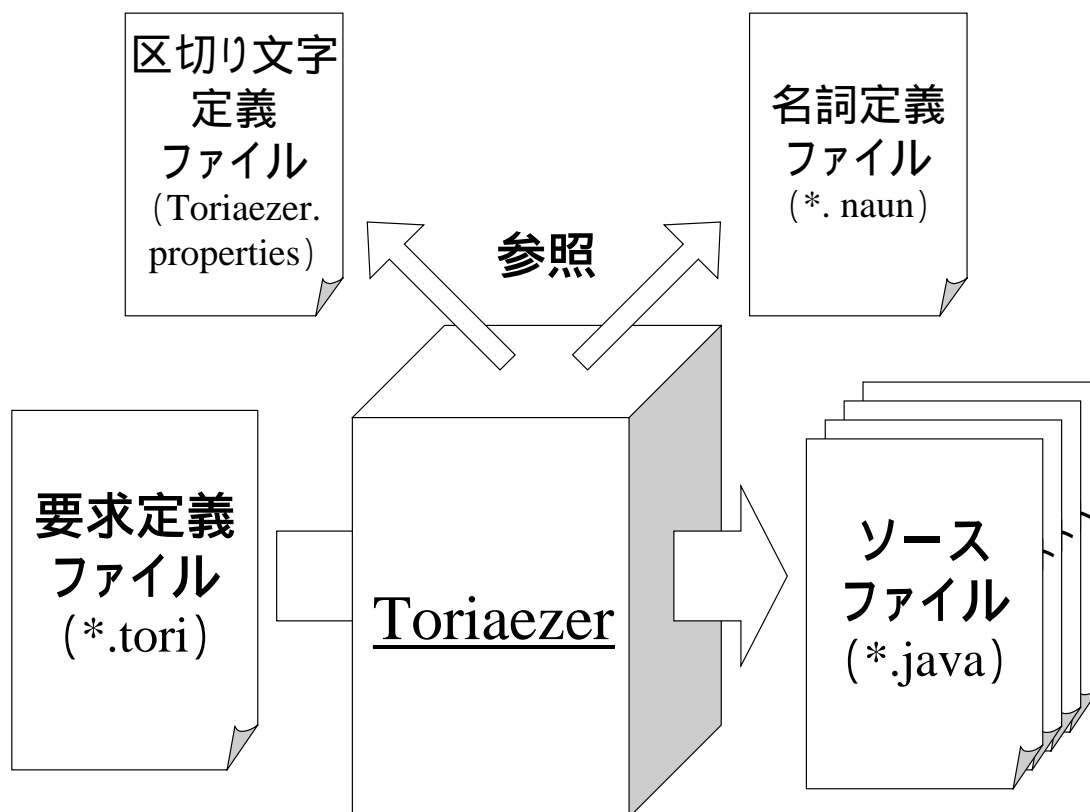 区切り文字
定義
ファイル
(Toriaezer.
properties)
名詞定義
ファイル
(*. naun)
参照
要求定義
ファイル
(*.tori)
Toriaezer
ソース
ファイル
(*.java)